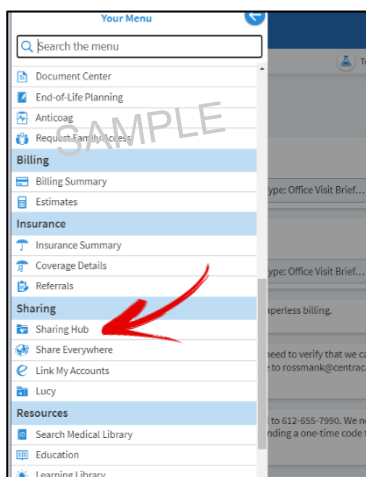 Your Menu
Search the menu
Document Center
End-of-Life Planning
Anticoag
Request Family Access
SAMPLE
Billing
Billing Summary
Estimates
Insurance
Insurance Summary
Coverage Details
Referrals
Sharing
Sharing Hub
Share Everywhere
Link My Accounts
Lucy
Resources
Search Medical Library
Education
Learning Library
ype: Office Visit Brief...
ype: Office Visit Brief...
aperless billing.
need to verify that we ca
e to rossmank@centrac
to 612-655-7990. We n
nding a one-time code t